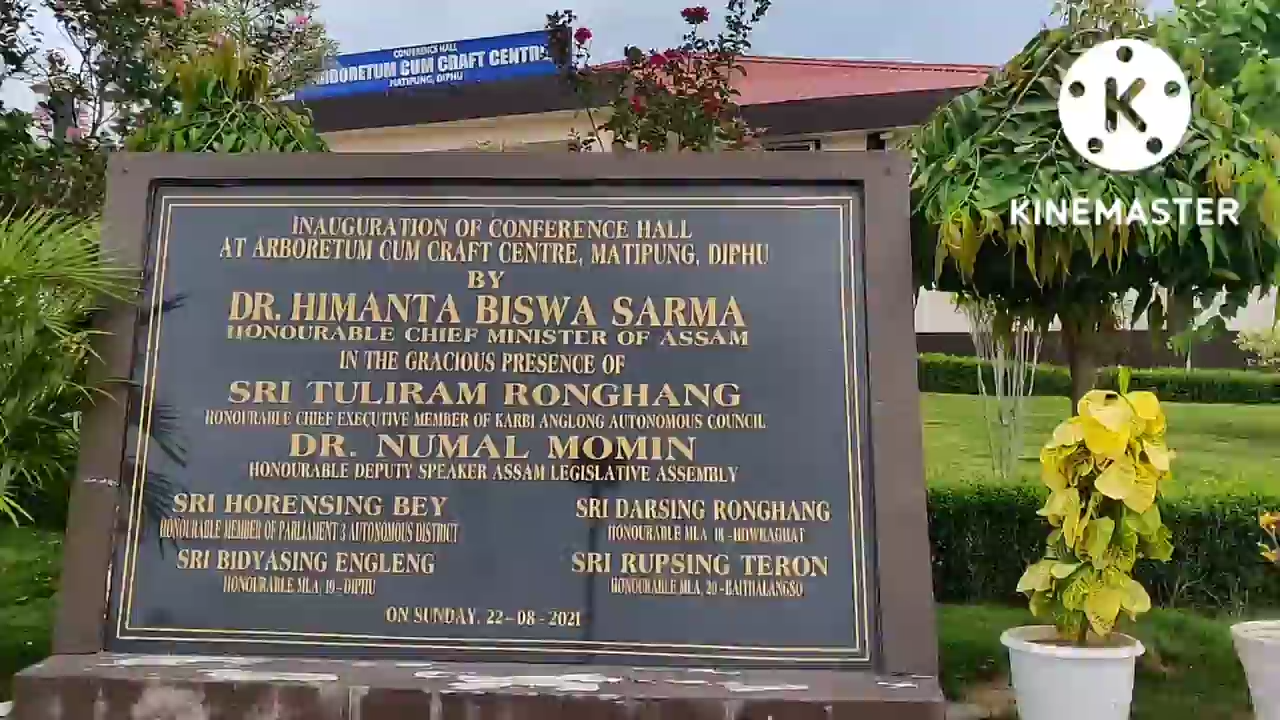 CONFERENCE HALL
ARBORETUM CUM CRAFT CENTRE
MATIPUNG, DIPHU
K
KINEMASTER
INAUGURATION OF CONFERENCE HALL
AT ARBORETUM CUM CRAFT CENTRE, MATIPUNG, DIPHU
BY
DR. HIMANTA BISWA SARMA
HONOURABLE CHIEF MINISTER OF ASSAM
IN THE GRACIOUS PRESENCE OF
SRI TULIRAM RONGHANG
HONOURABLE CHIEF EXECUTIVE MEMBER OF KARBI ANGLONG AUTONOMOUS COUNCIL
DR. NUMAL MOMIN
HONOURABLE DEPUTY SPEAKER ASSAM LEGISLATIVE ASSEMBLY
SRI HORENSING BEY
HONOURABLE MEMBER OF PARLIAMENT 3 AUTONOMOUS DISTRICT
SRI DARSING RONGHANG
HONOURABLE MLA 18 - HOWRAGHAT
SRI BIDYASING ENGLENG
HONOURABLE MLA, 19 - DIPHU
SRI RUPSING TERON
HONOURABLE MLA, 20 - BAITHALANGSO
ON SUNDAY, 22 - 08 - 2021